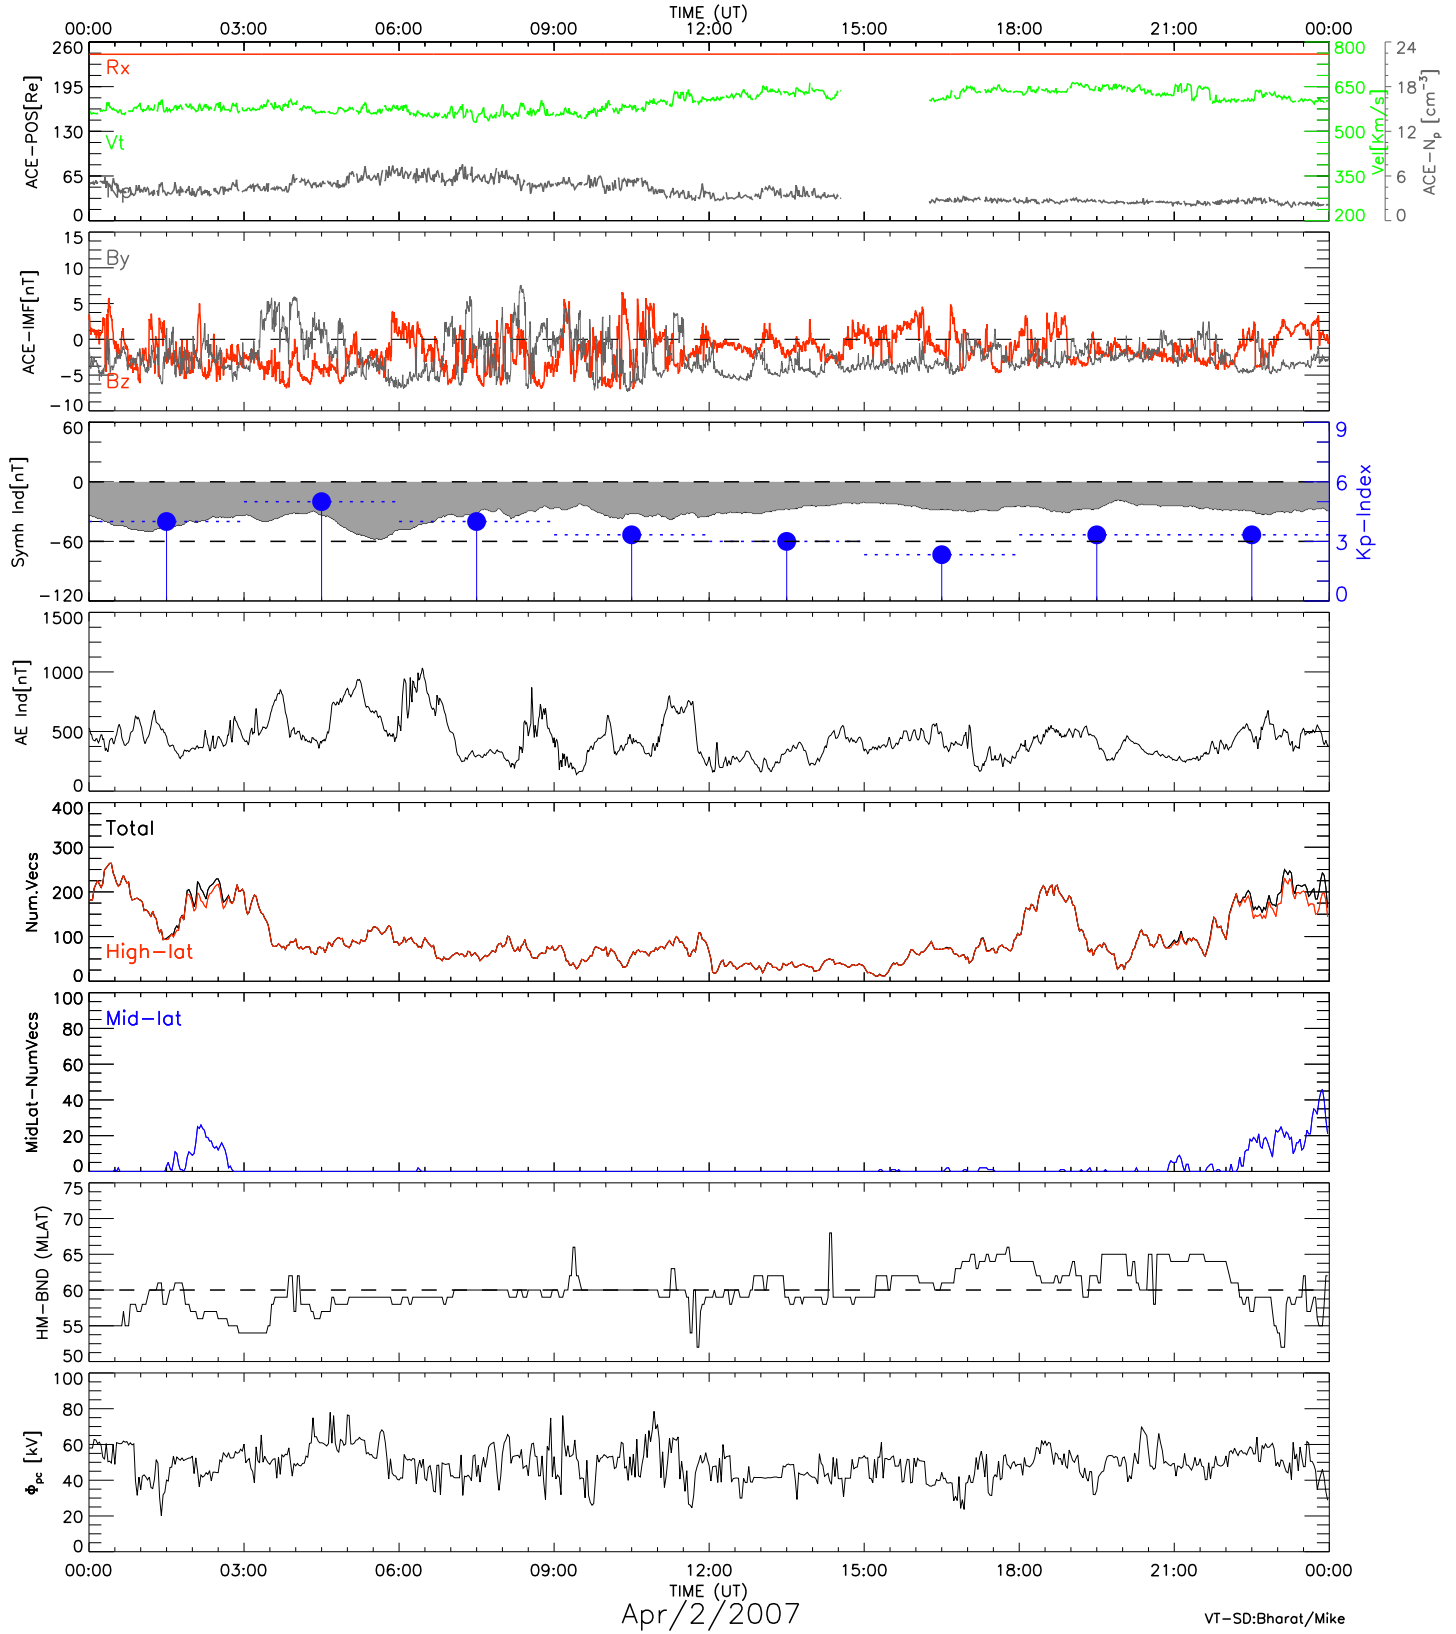 TIME (UT)
00:00 03:00 06:00 09:00 12:00 15:00 18:00 21:00 00:00
260
195
130
65
0
ACE-POS[Re]
Rx
Vt
Np
800
650
500
350
200
Vel[Km/s]
24
18
12
6
0
ACE-Np [cm-3]
15
10
5
0
-5
-10
ACE-IMF[nT]
By
Bz
60
0
-60
-120
Symh Ind[nT]
9
6
3
0
Kp-Index
1500
1000
500
0
AE Ind[nT]
400
300
200
100
0
Num.Vecs
Total
High-lat
100
80
60
40
20
0
MidLat-NumVecs
Mid-lat
75
70
65
60
55
50
HM-BND (MLAT)
100
80
60
40
20
0
Φpc [kV]
00:00 03:00 06:00 09:00 12:00 15:00 18:00 21:00 00:00
TIME (UT)
Apr/2/2007
VT-SD:Bharat/Mike